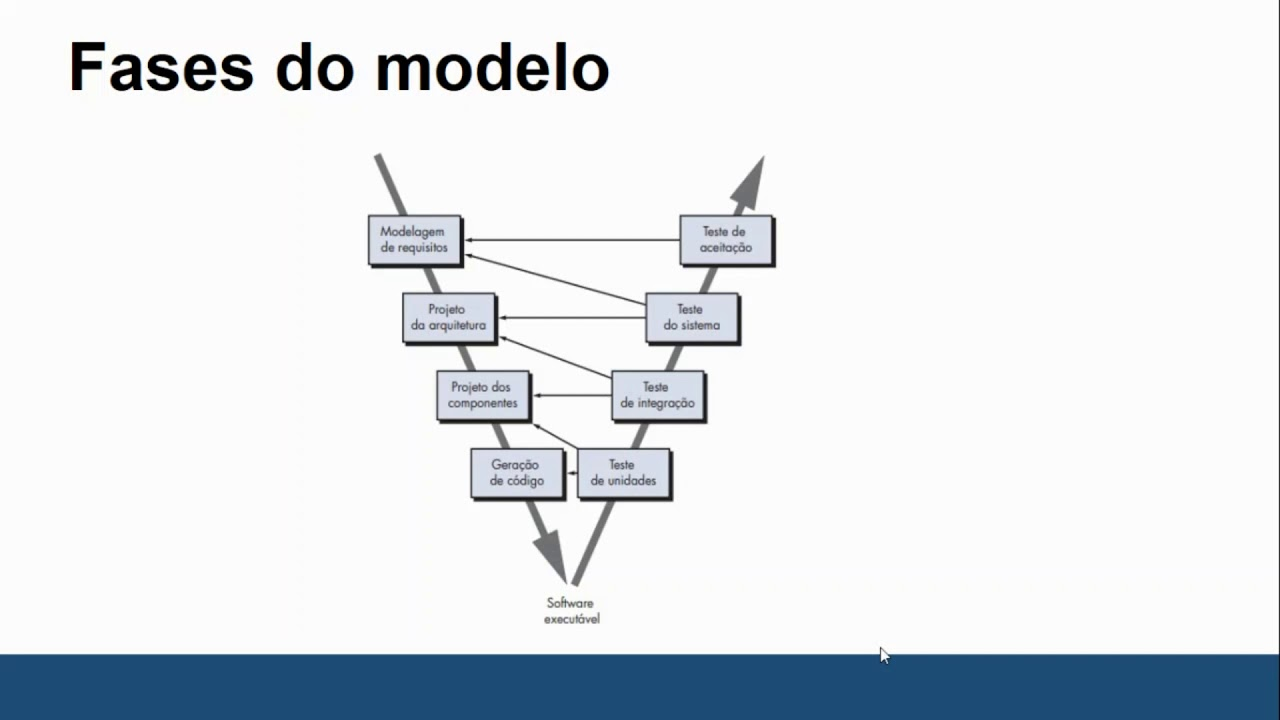 Fases do modelo
Modelagem
de requisitos
Teste de
aceitação
Projeto
da arquitetura
Teste
do sistema
Projeto dos
componentes
Teste
de integração
Geração
de código
Teste
de unidades
Software
executável